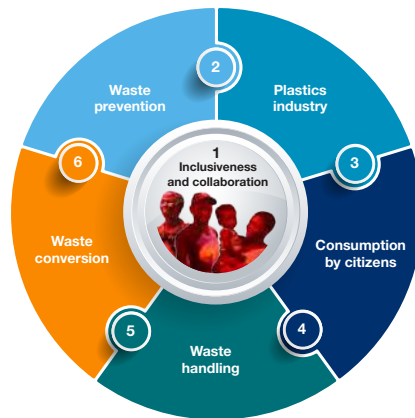 2
Waste
prevention
Plastics
industry
1
Inclusiveness
and collaboration
6
3
Waste
conversion
Consumption
by citizens
5
4
Waste
handling